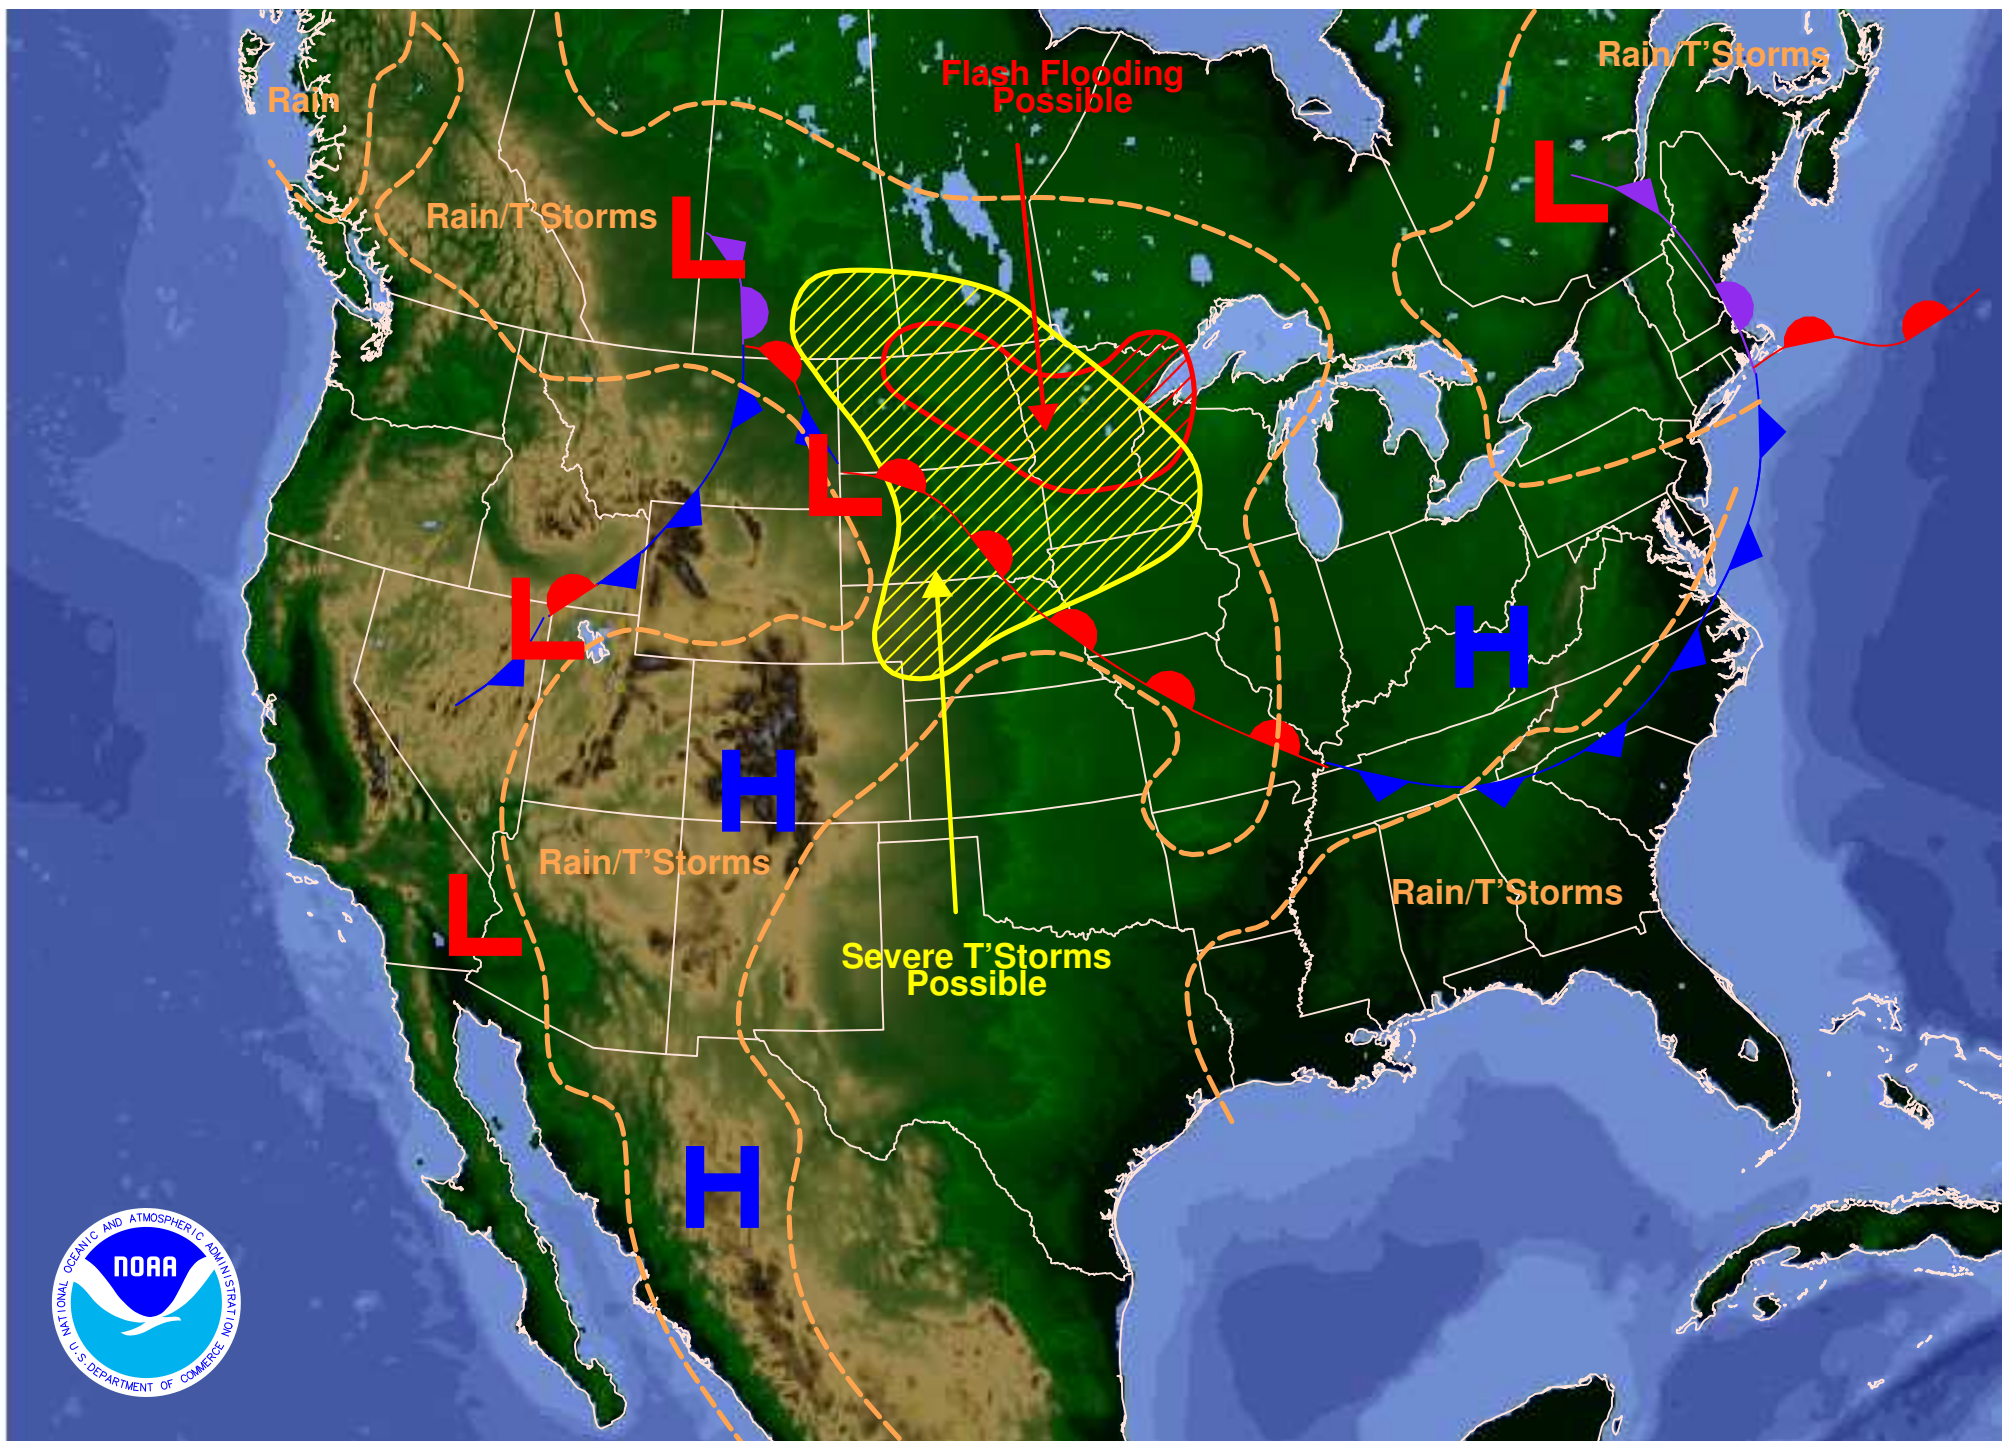 Rain/T'Storms
Flash Flooding
Possible
Rain
L
Rain/T'Storms
L
L
H
L
H
Rain/T'Storms
L
Rain/T'Storms
Severe T'Storms
Possible
H
NATIONAL OCEANIC AND ATMOSPHERIC ADMINISTRATION
NOAA
U.S. DEPARTMENT OF COMMERCE